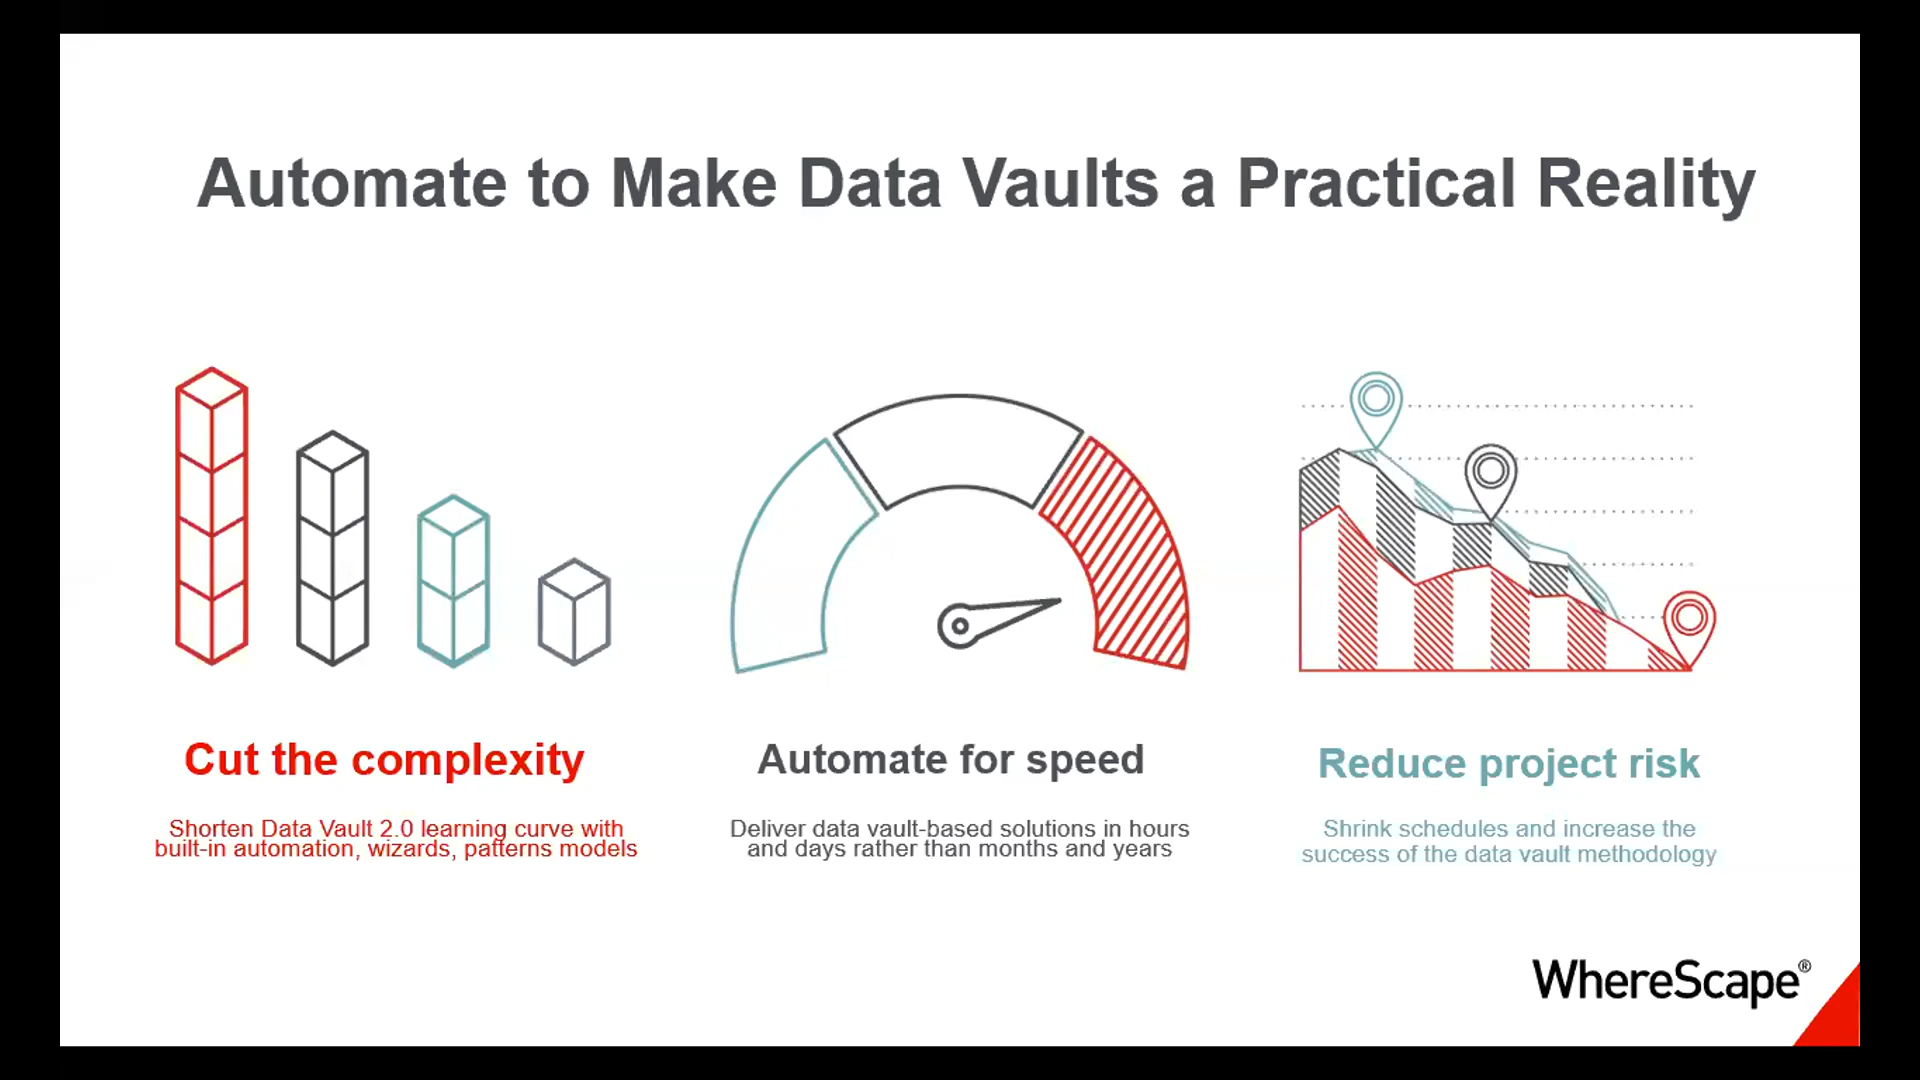 Automate to Make Data Vaults a Practical Reality
Cut the complexity
Shorten Data Vault 2.0 learning curve with
built-in automation, wizards, patterns models
Automate for speed
Deliver data vault-based solutions in hours
and days rather than months and years
Reduce project risk
Shrink schedules and increase the
success of the data vault methodology
WhereScape®